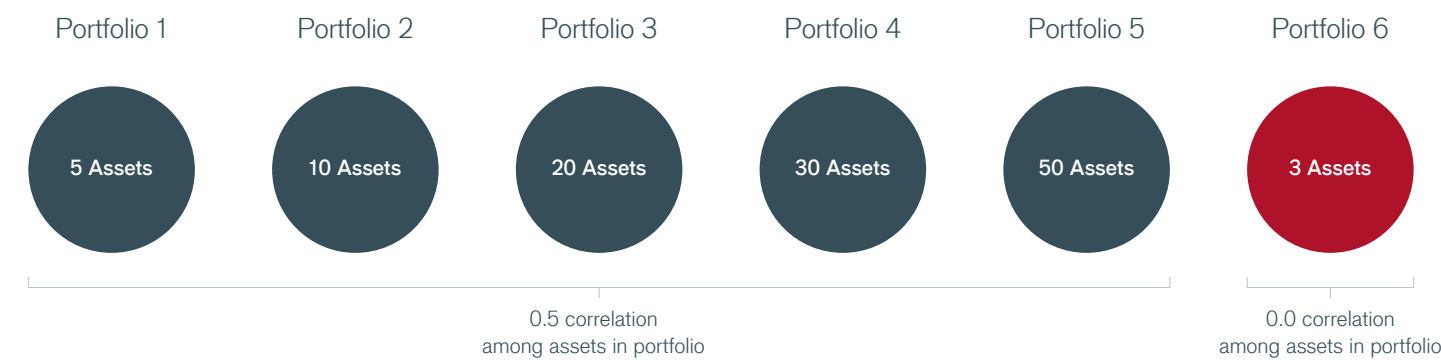 Portfolio 1
Portfolio 2
Portfolio 3
Portfolio 4
Portfolio 5
Portfolio 6
5 Assets
10 Assets
20 Assets
30 Assets
50 Assets
3 Assets
0.5 correlation
among assets in portfolio
0.0 correlation
among assets in portfolio